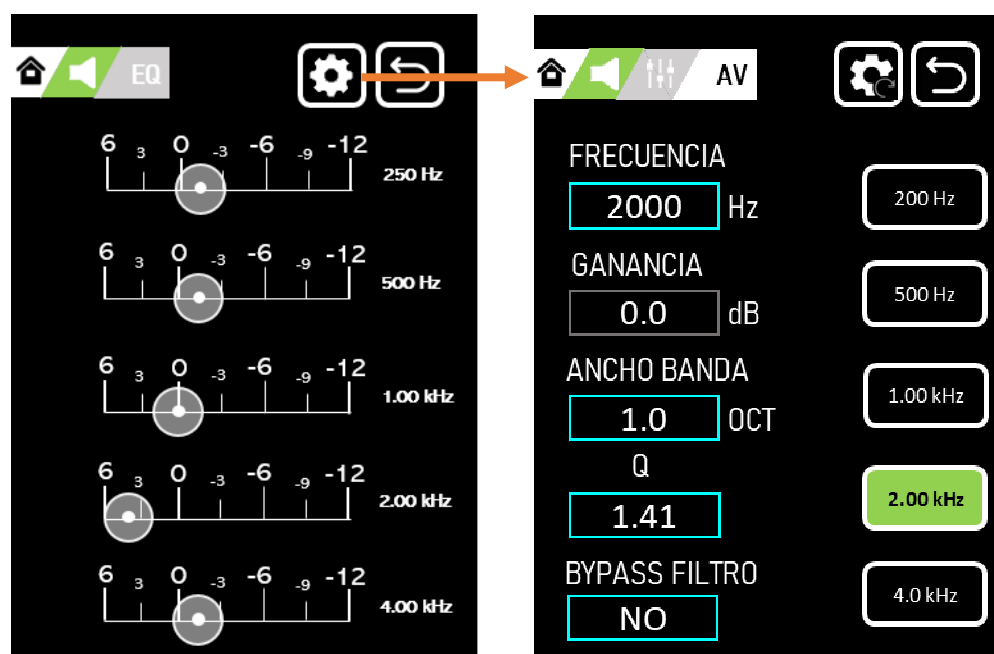 EQ
6 3 0 -3 -6 -9 -12
250 Hz
6 3 0 -3 -6 -9 -12
500 Hz
6 3 0 -3 -6 -9 -12
1.00 kHz
6 3 0 -3 -6 -9 -12
2.00 kHz
6 3 0 -3 -6 -9 -12
4.00 kHz
AV
FRECUENCIA
2000 Hz
GANANCIA
0.0 dB
ANCHO BANDA
1.0 OCT
Q
1.41
BYPASS FILTRO
NO
200 Hz
500 Hz
1.00 kHz
2.00 kHz
4.0 kHz